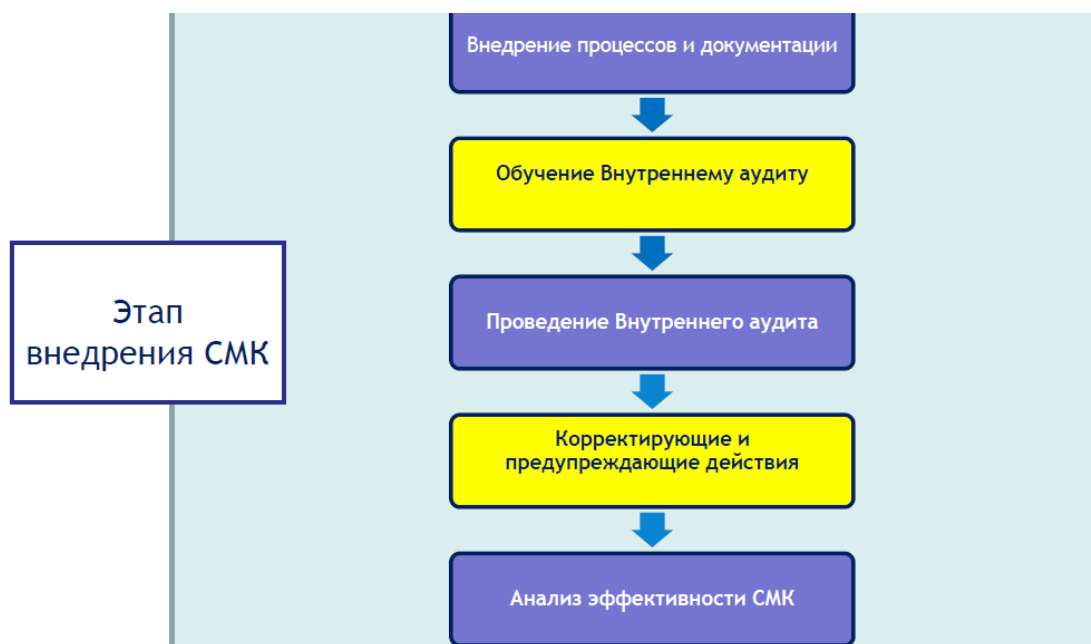 Внедрение процессов и документации
Обучение Внутреннему аудиту
Этап
внедрения СМК
Проведение Внутреннего аудита
Корректирующие и
предупреждающие действия
Анализ эффективности СМК